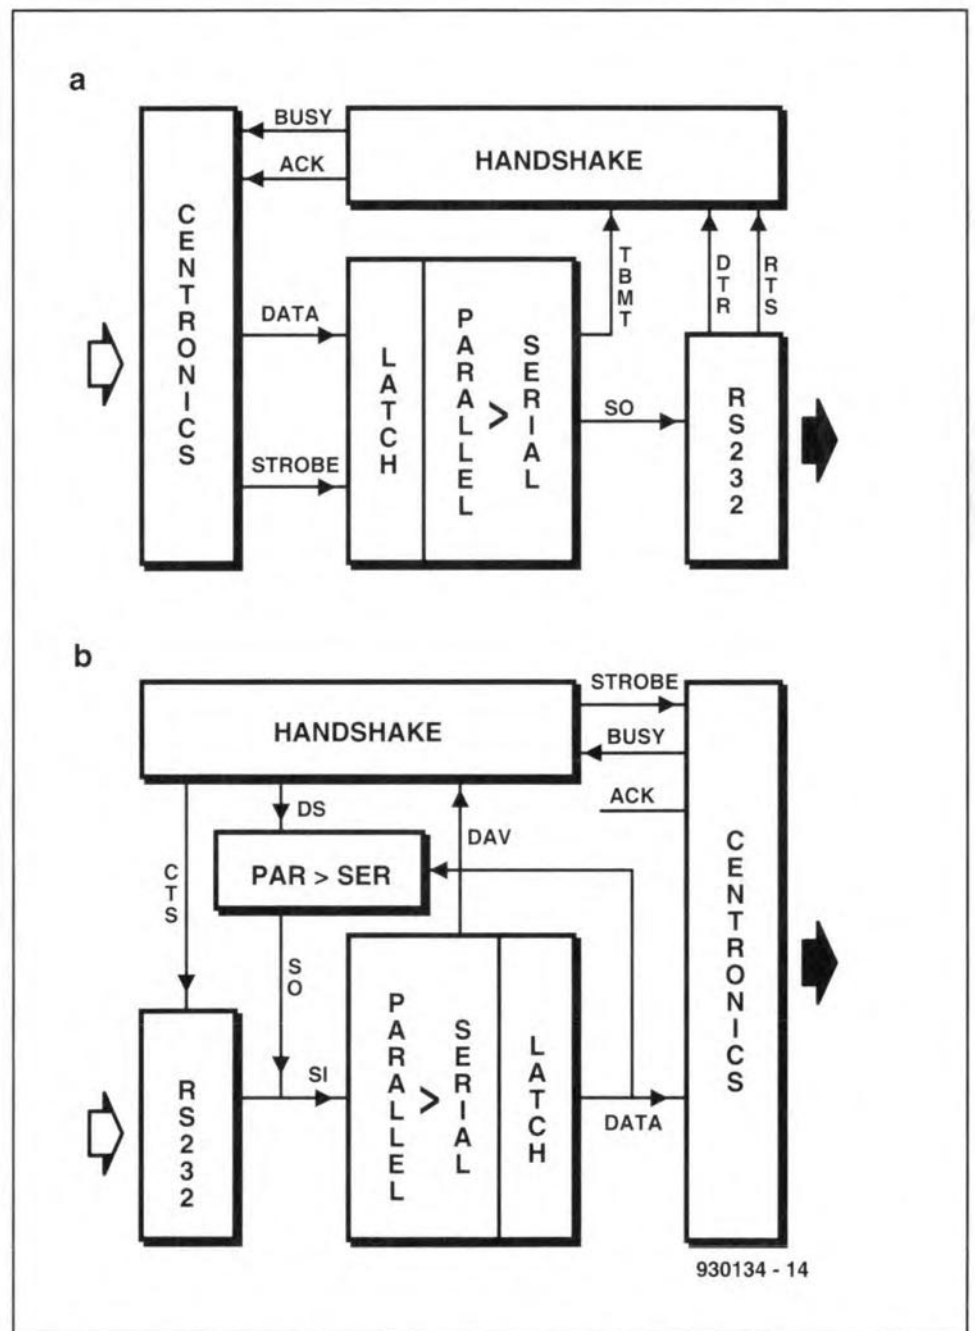 a
BUSY
ACK
HANDSHAKE
CENTRONICS
DATA
STROBE
LATCH
PARALLEL > SERIAL
TBMT
DTR
RTS
SO
RS232
b
HANDSHAKE
STROBE
BUSY
ACK
CTS
DS
DAV
PAR > SER
SO
SI
RS232
PARALLEL > SERIAL
LATCH
DATA
CENTRONICS
930134 - 14